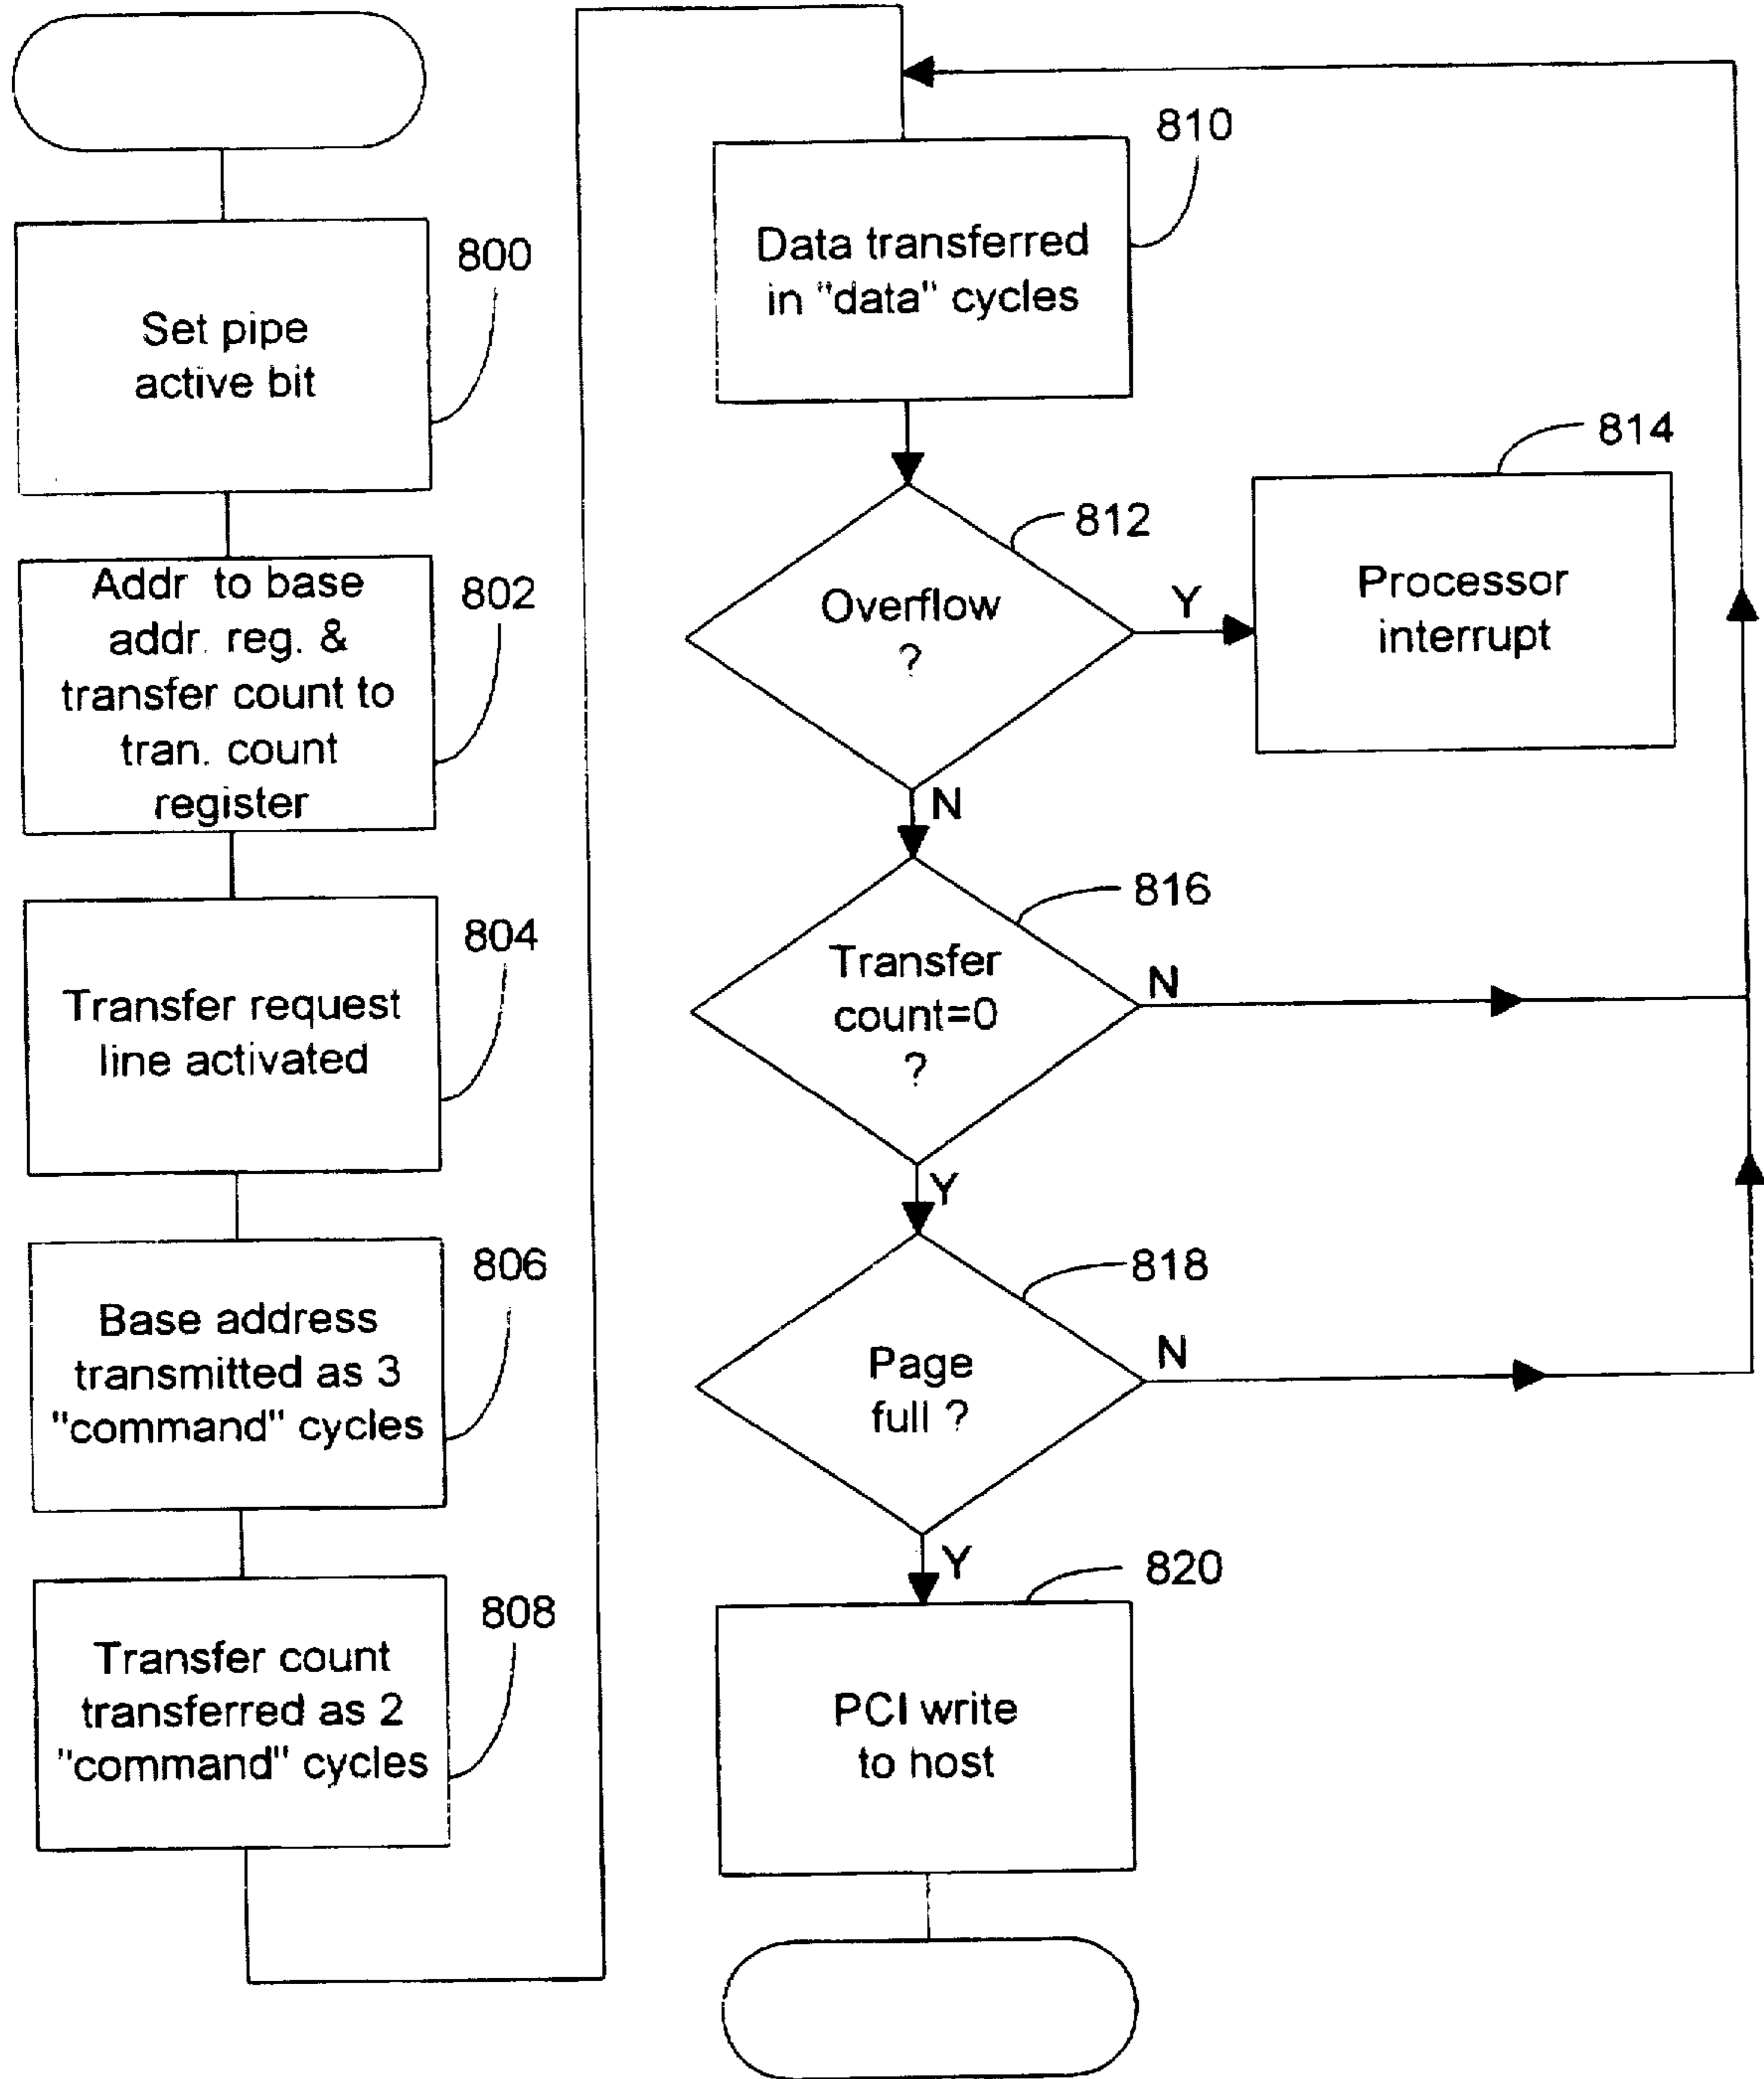 800
Set pipe
active bit
802
Addr to base
addr. reg. &
transfer count to
tran. count
register
804
Transfer request
line activated
806
Base address
transmitted as 3
"command" cycles
808
Transfer count
transferred as 2
"command" cycles
810
Data transferred
in "data" cycles
812
Overflow
?
Y
N
814
Processor
interrupt
816
Transfer
count=0
?
N
Y
818
Page
full ?
N
Y
820
PCI write
to host